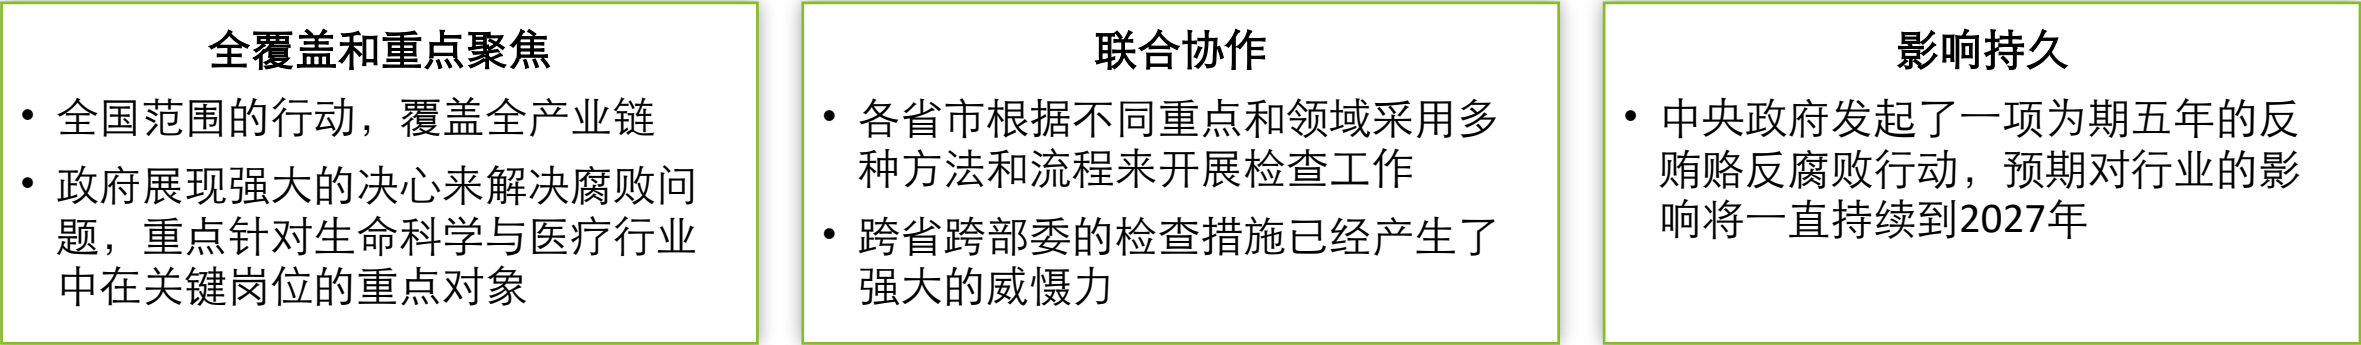 全覆盖和重点聚焦
• 全国范围的行动，覆盖全产业链
• 政府展现强大的决心来解决腐败问
题，重点针对生命科学与医疗行业
中在关键岗位的重点对象
联合协作
• 各省市根据不同重点和领域采用多
种方法和流程来开展检查工作
• 跨省跨部委的检查措施已经产生了
强大的威慑力
影响持久
• 中央政府发起了一项为期五年的反
贿赂反腐败行动，预期对行业的影
响将一直持续到2027年